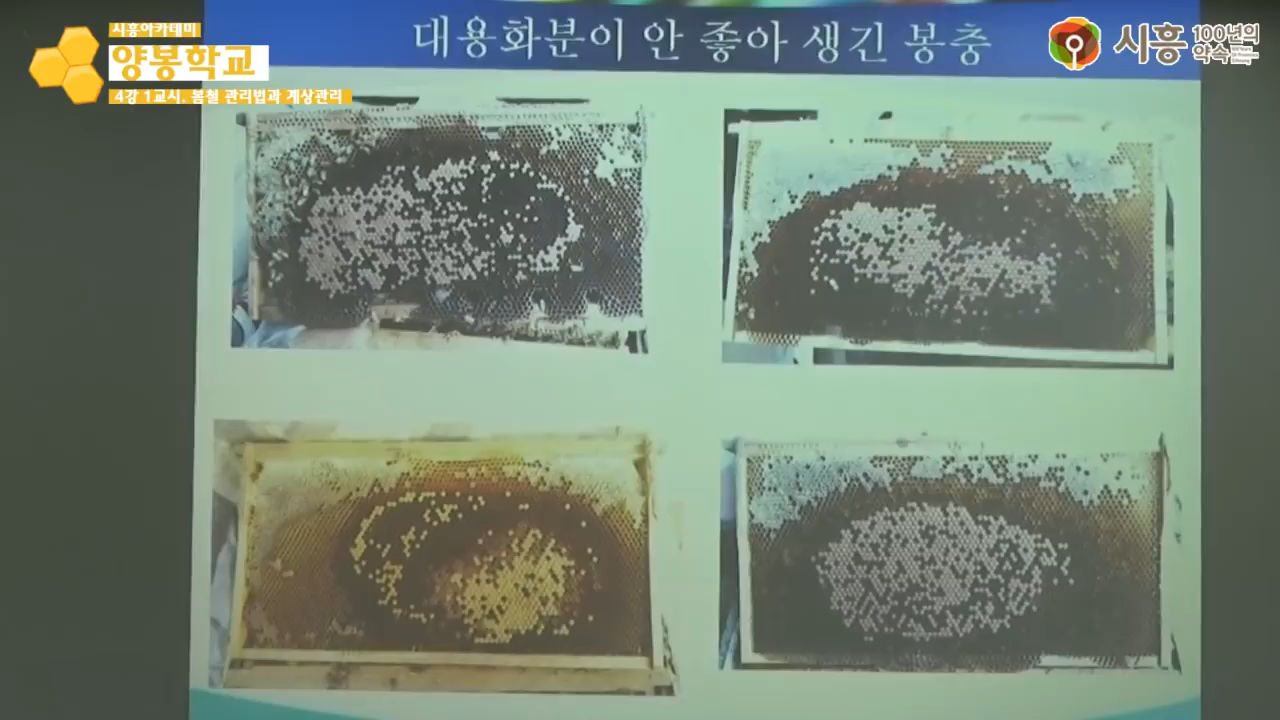 시흥아카데미
양봉학교
4강 1교시. 봄철 관리법과 계상관리
대용화분이 안 좋아 생긴 봉충
시흥
100년의
약속